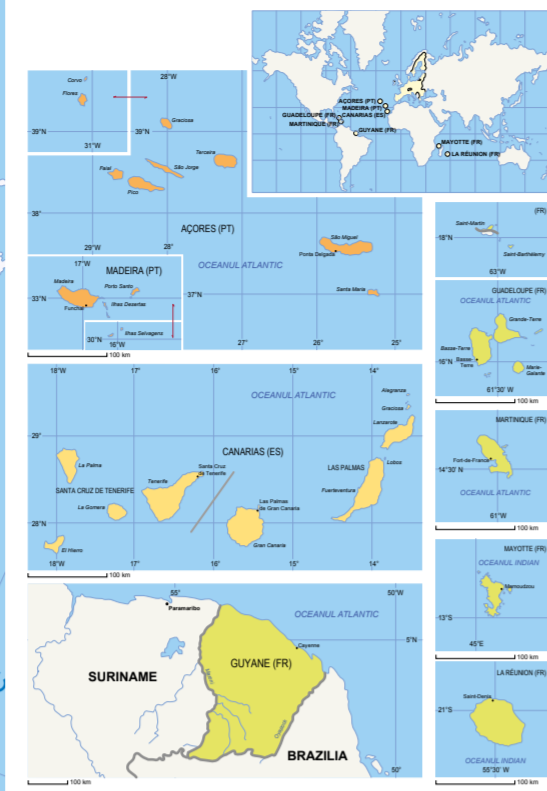 AÇORES (PT)
MADEIRA (PT)
GUADELOUPE (FR)
CANARIAS (ES)
MARTINIQUE (FR)
GUYANE (FR)
MAYOTTE (FR)
LA RÉUNION (FR)
Corvo
Flores
28°W
39°N
31°W
39°N
Graciosa
Terceira
Faial
São Jorge
Pico
38°
AÇORES (PT)
29°W
28°
São Miguel
Ponta Delgada
OCEANUL ATLANTIC
Santa Maria
37°N
27°
26°
25°
17°W
MADEIRA (PT)
Madeira
Porto Santo
33°N
Ilhas Desertas
Funchal
30°N
16°W
Ilhas Selvagens
100 km
18°W
17°
16°
15°
14°
OCEANUL ATLANTIC
Alegranza
Graciosa
Lanzarote
29°
CANARIAS (ES)
Lobos
La Palma
Santa Cruz
de Tenerife
LAS PALMAS
SANTA CRUZ DE TENERIFE
Tenerife
Fuerteventura
La Gomera
Las Palmas
de Gran Canaria
28°N
El Hierro
Gran Canaria
18°W
17°
16°
15°
14°
100 km
55°
50°W
Paramaribo
OCEANUL ATLANTIC
5°N
Cayenne
GUYANE (FR)
SURINAME
BRAZILIA
50°
100 km
(FR)
Saint-Martin
18°N
Saint-Barthélemy
63°W
GUADELOUPE (FR)
OCEANUL ATLANTIC
Grande-Terre
Basse-Terre
16°N
Basse-
Terre
Marie-
Galante
61°30' W
100 km
MARTINIQUE (FR)
Fort-de-France
14°30' N
OCEANUL ATLANTIC
61°W
100 km
MAYOTTE (FR)
OCEANUL INDIAN
Mamoudzou
13°S
45°E
100 km
LA RÉUNION (FR)
Saint-Denis
21°S
OCEANUL INDIAN
55°30' W
100 km